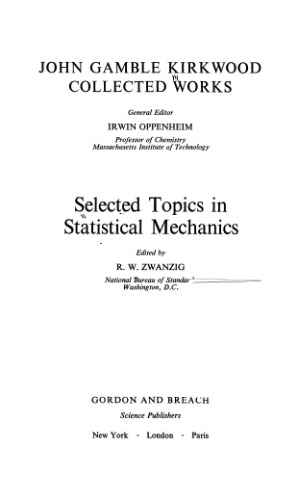 JOHN GAMBLE KIRKWOOD
COLLECTED WORKS
General Editor
IRWIN OPPENHEIM
Professor of Chemistry
Massachusetts Institute of Technology
Selected Topics in
Statistical Mechanics
Edited by
R. W. ZWANZIG
National Bureau of Standar
Washington, D.C.
GORDON AND BREACH
Science Publishers
New York · London · Paris